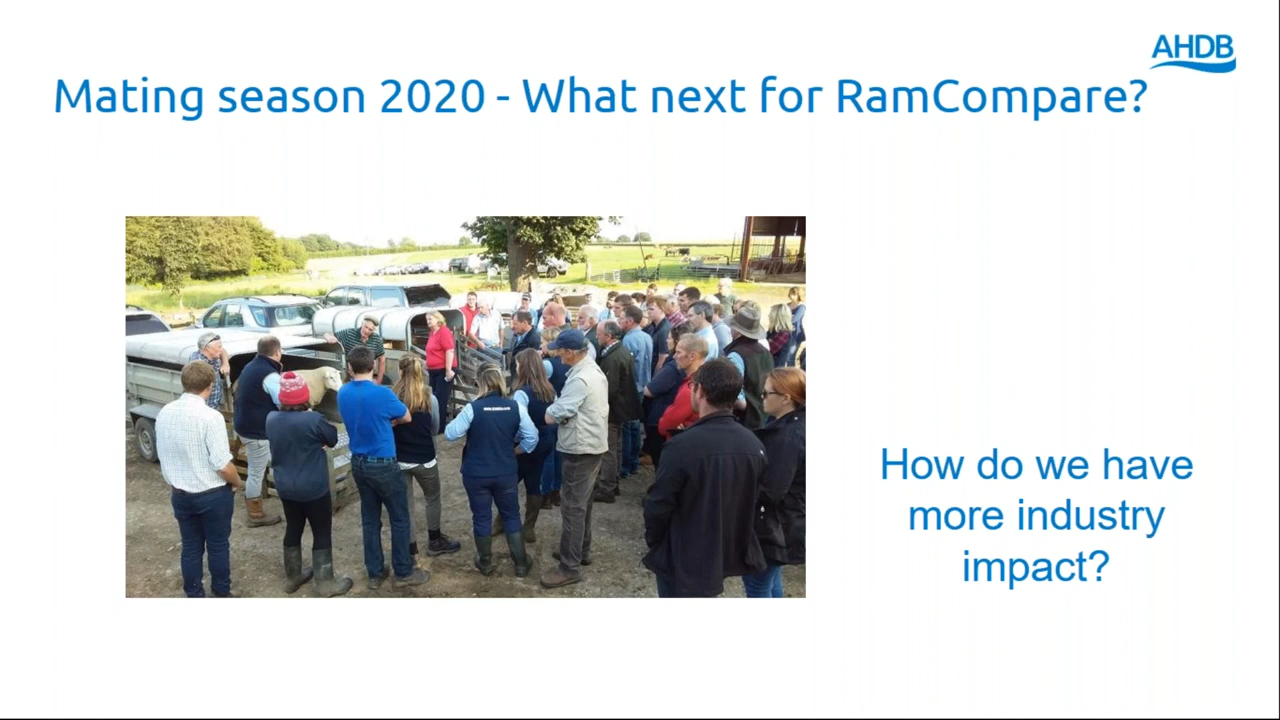 AHDB
Mating season 2020 - What next for RamCompare?
How do we have
more industry
impact?